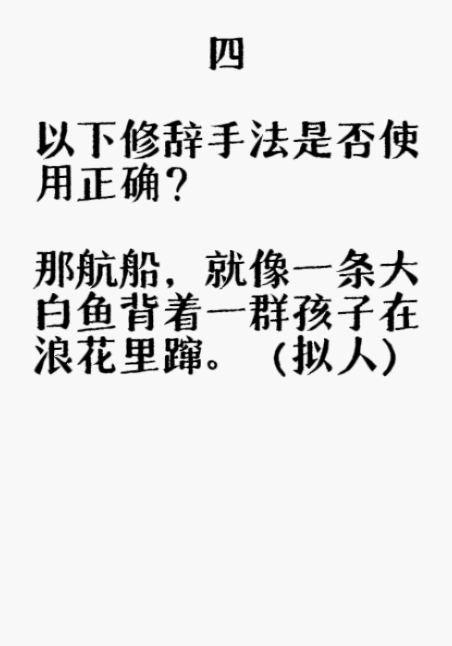 四
以下修辞手法是否使
用正确？
那航船，就像一条大
白鱼背着一群孩子在
浪花里蹿。（拟人）